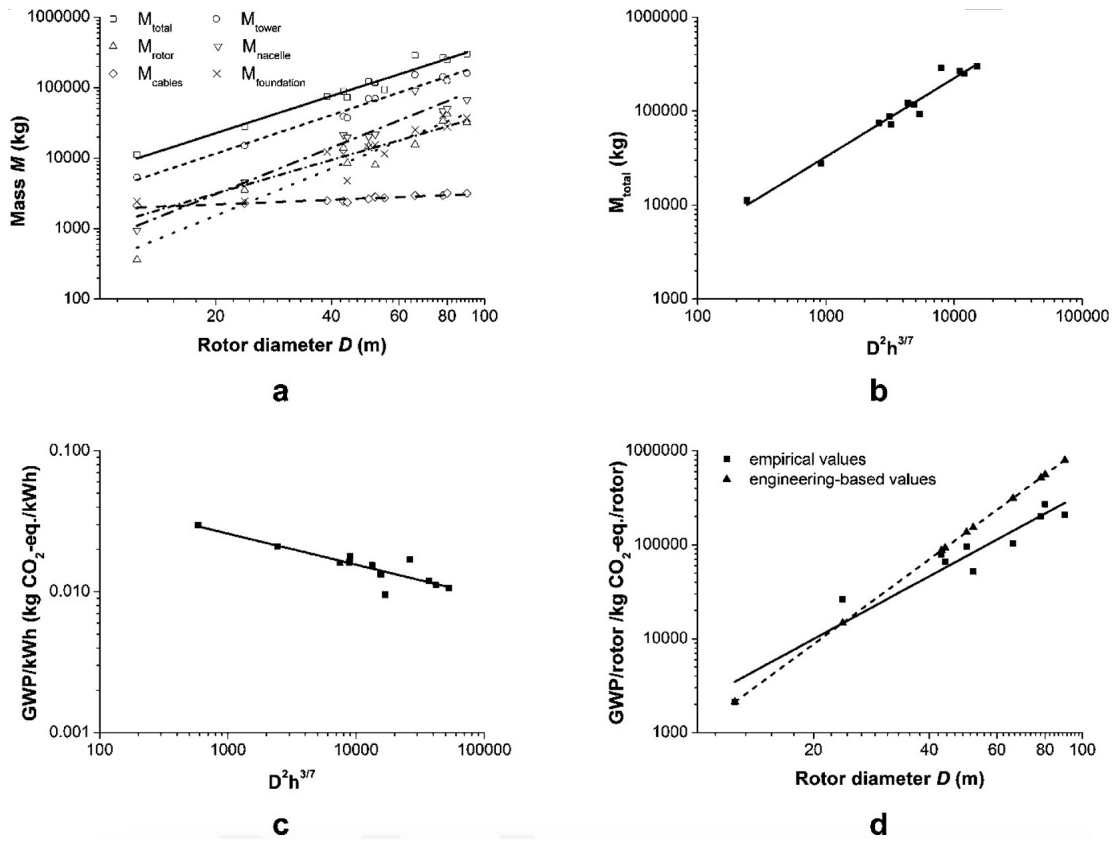 1000000
100000
10000
1000
100
Mass M (kg)
M_total
M_rotor
M_cables
M_tower
M_nacelle
M_foundation
20 40 60 80 100
Rotor diameter D (m)
a
1000000
100000
10000
1000
M_total (kg)
100 1000 10000 100000
D²h^3/7
b
0.100
0.010
0.001
GWP/kWh (kg CO₂-eq./kWh)
100 1000 10000 100000
D²h^3/7
c
1000000
100000
10000
1000
GWP/rotor /kg CO₂-eq./rotor)
empirical values
engineering-based values
20 40 60 80 100
Rotor diameter D (m)
d